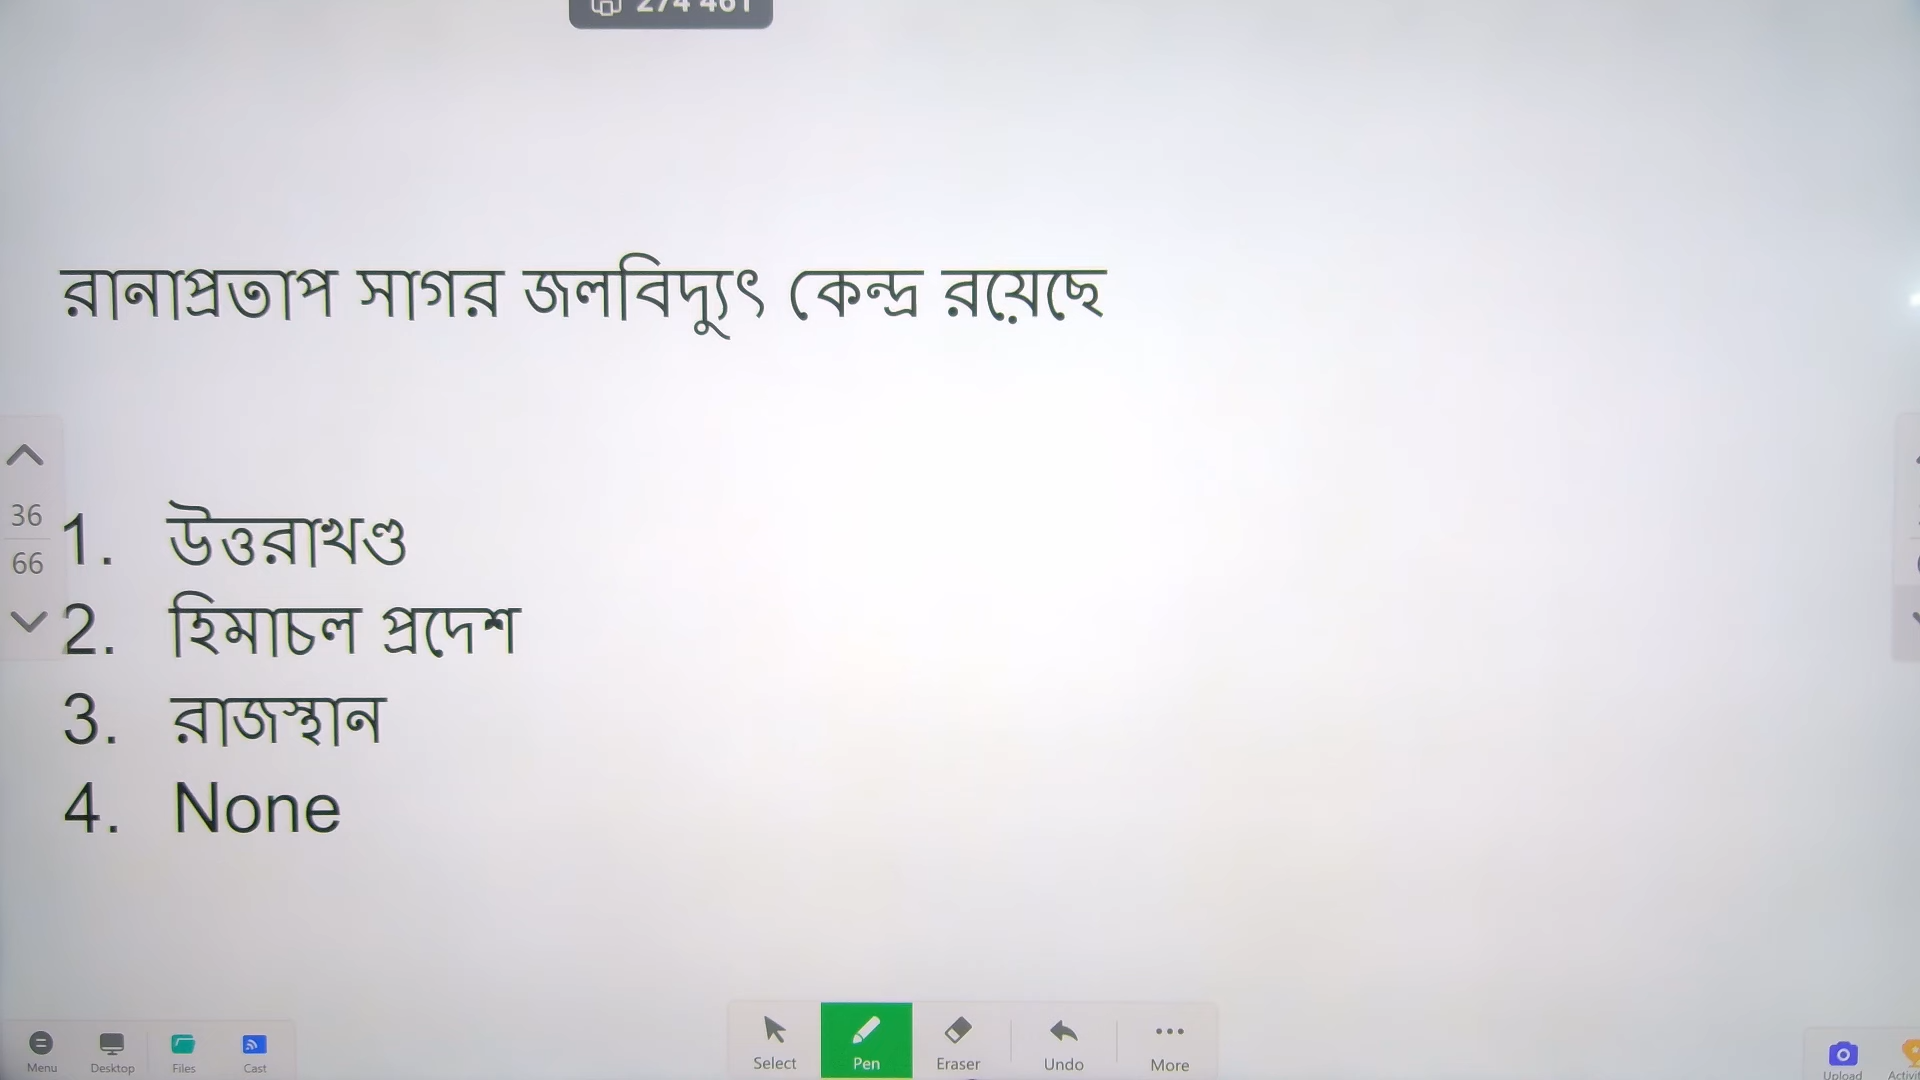 রানাপ্রতাপ সাগর জলবিদ্যুৎ কেন্দ্র রয়েছে
36
66
1. উত্তরাখণ্ড
2. হিমাচল প্রদেশ
3. রাজস্থান
4. None
Menu
Desktop
Files
Cast
Select
Pen
Eraser
Undo
More
Upload